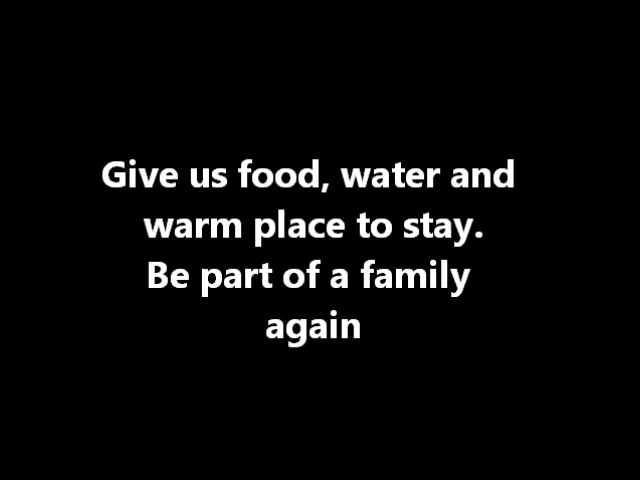 Give us food, water and
warm place to stay.
Be part of a family
again